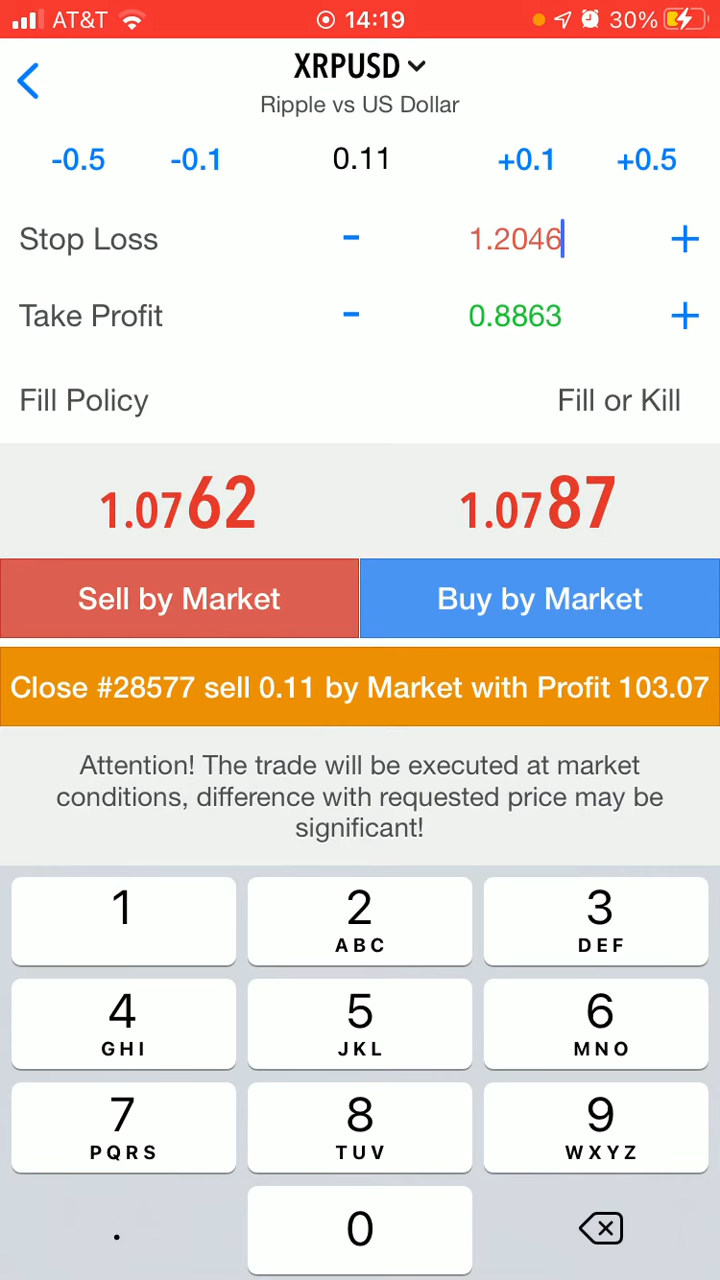 AT&T 14:19 30%
XRPUSD
Ripple vs US Dollar
-0.5 -0.1 0.11 +0.1 +0.5
Stop Loss - 1.2046 +
Take Profit - 0.8863 +
Fill Policy Fill or Kill
1.0762 1.0787
Sell by Market Buy by Market
Close #28577 sell 0.11 by Market with Profit 103.07
Attention! The trade will be executed at market
conditions, difference with requested price may be
significant!
1 2 3
ABC DEF
4 5 6
GHI JKL MNO
7 8 9
PQRS TUV WXYZ
. 0